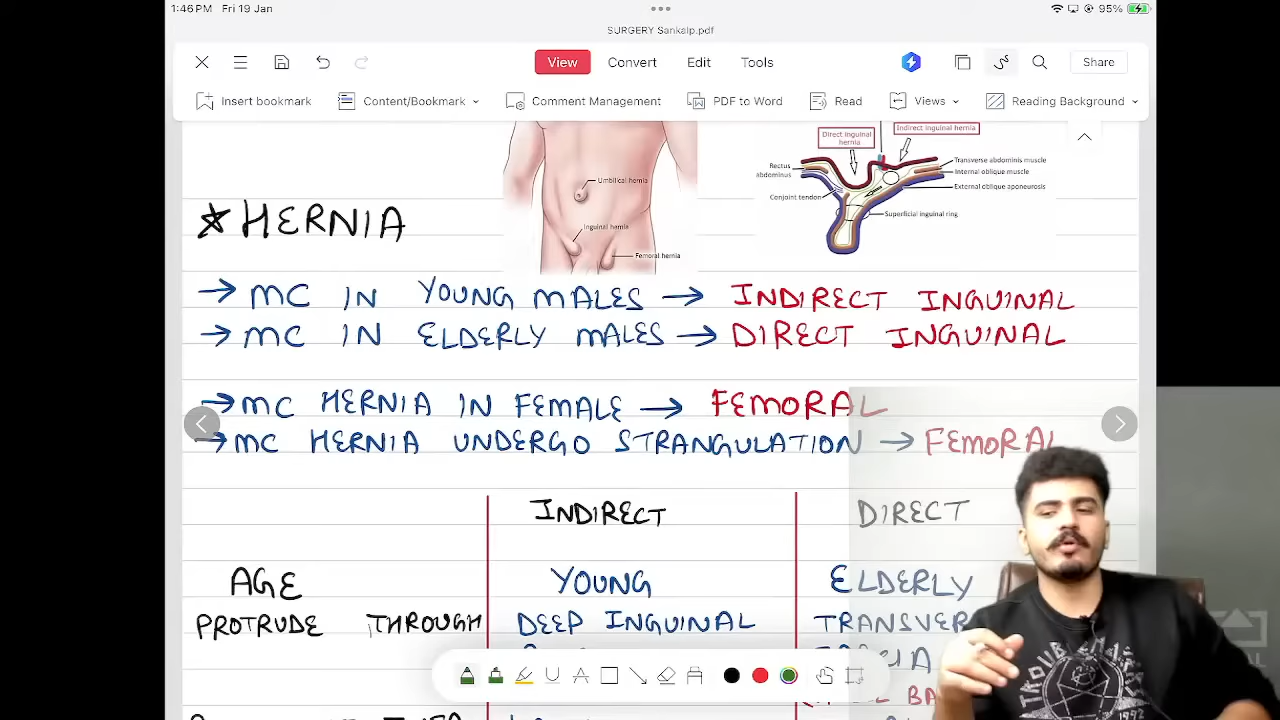 1:46 PM Fri 19 Jan
95%
SURGERY Sankalp.pdf
View Convert Edit Tools Share
Insert bookmark Content/Bookmark Comment Management PDF to Word Read Views Reading Background
Direct inguinal hernia
Indirect inguinal hernia
Rectus abdominus
Conjoint tendon
Transverse abdominis muscle
Internal oblique muscle
External oblique aponeurosis
Superficial inguinal ring
Umbilical hernia
Inguinal hernia
Femoral hernia
★ HERNIA
→ MC IN YOUNG MALES → INDIRECT INGUINAL
→ MC IN ELDERLY MALES → DIRECT INGUINAL
→ MC HERNIA IN FEMALE → FEMORAL
→ MC HERNIA UNDERGO STRANGULATION → FEMORAL
INDIRECT DIRECT
AGE YOUNG ELDERLY
PROTRUDE THROUGH DEEP INGUINAL TRANSVER